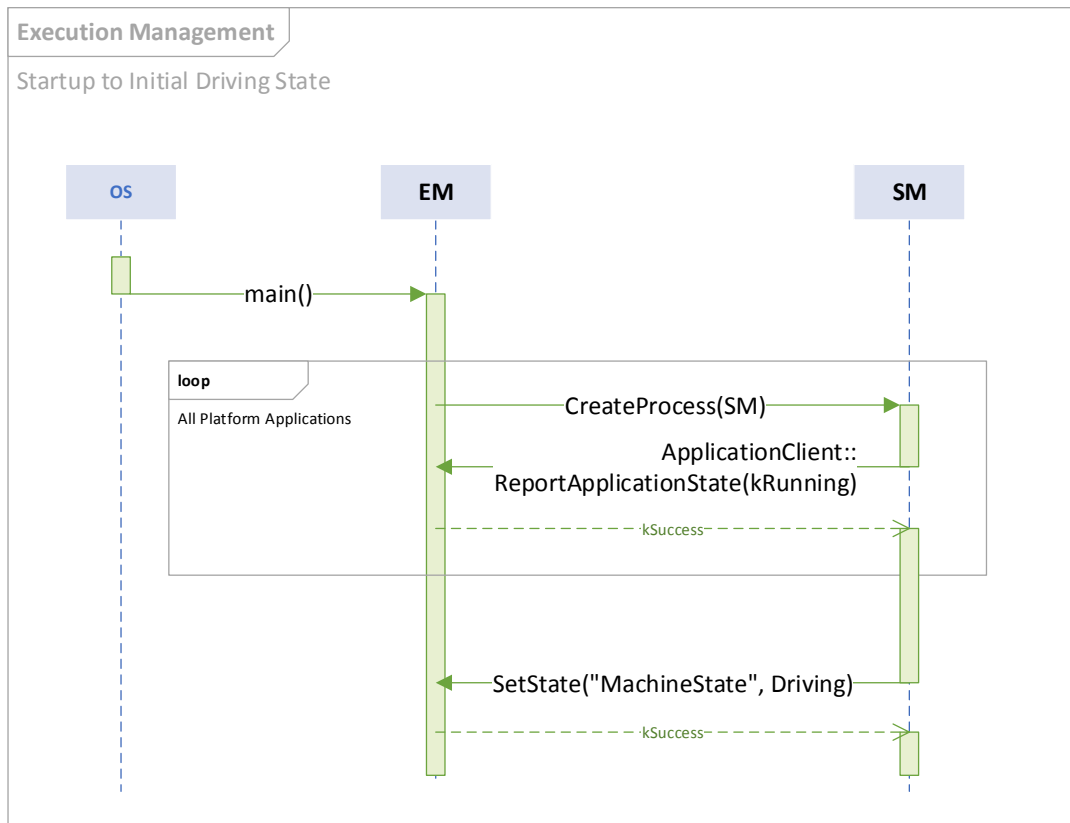 Execution Management
Startup to Initial Driving State
OS
EM
SM
main()
loop
All Platform Applications
CreateProcess(SM)
ApplicationClient::
ReportApplicationState(kRunning)
kSuccess
SetState("MachineState", Driving)
kSuccess